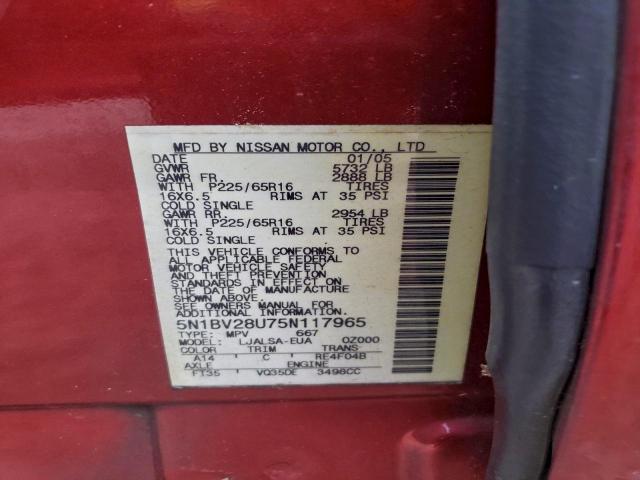 MFD BY NISSAN MOTOR CO., LTD
DATE 01/05
GVWR 5732 LB
GAWR FR. 2888 LB
WITH P225/65R16 TIRES
16X6.5 RIMS AT 35 PSI
COLD SINGLE
GAWR RR. 2954 LB
WITH P225/65R16 TIRES
16X6.5 RIMS AT 35 PSI
COLD SINGLE
THIS VEHICLE CONFORMS TO
ALL APPLICABLE FEDERAL
MOTOR VEHICLE SAFETY
AND THEFT PREVENTION
STANDARDS IN EFFECT ON
THE DATE OF MANUFACTURE
SHOWN ABOVE.
SEE OWNERS MANUAL FOR
ADDITIONAL INFORMATION
5N1BV28U75N117965
TYPE: MPV 667
MODEL: LJALSA-EUA 0Z000
COLOR TRIM TRANS
A14 C RE4F04B
AXLE ENGINE
FT35 VQ35DE 3498CC